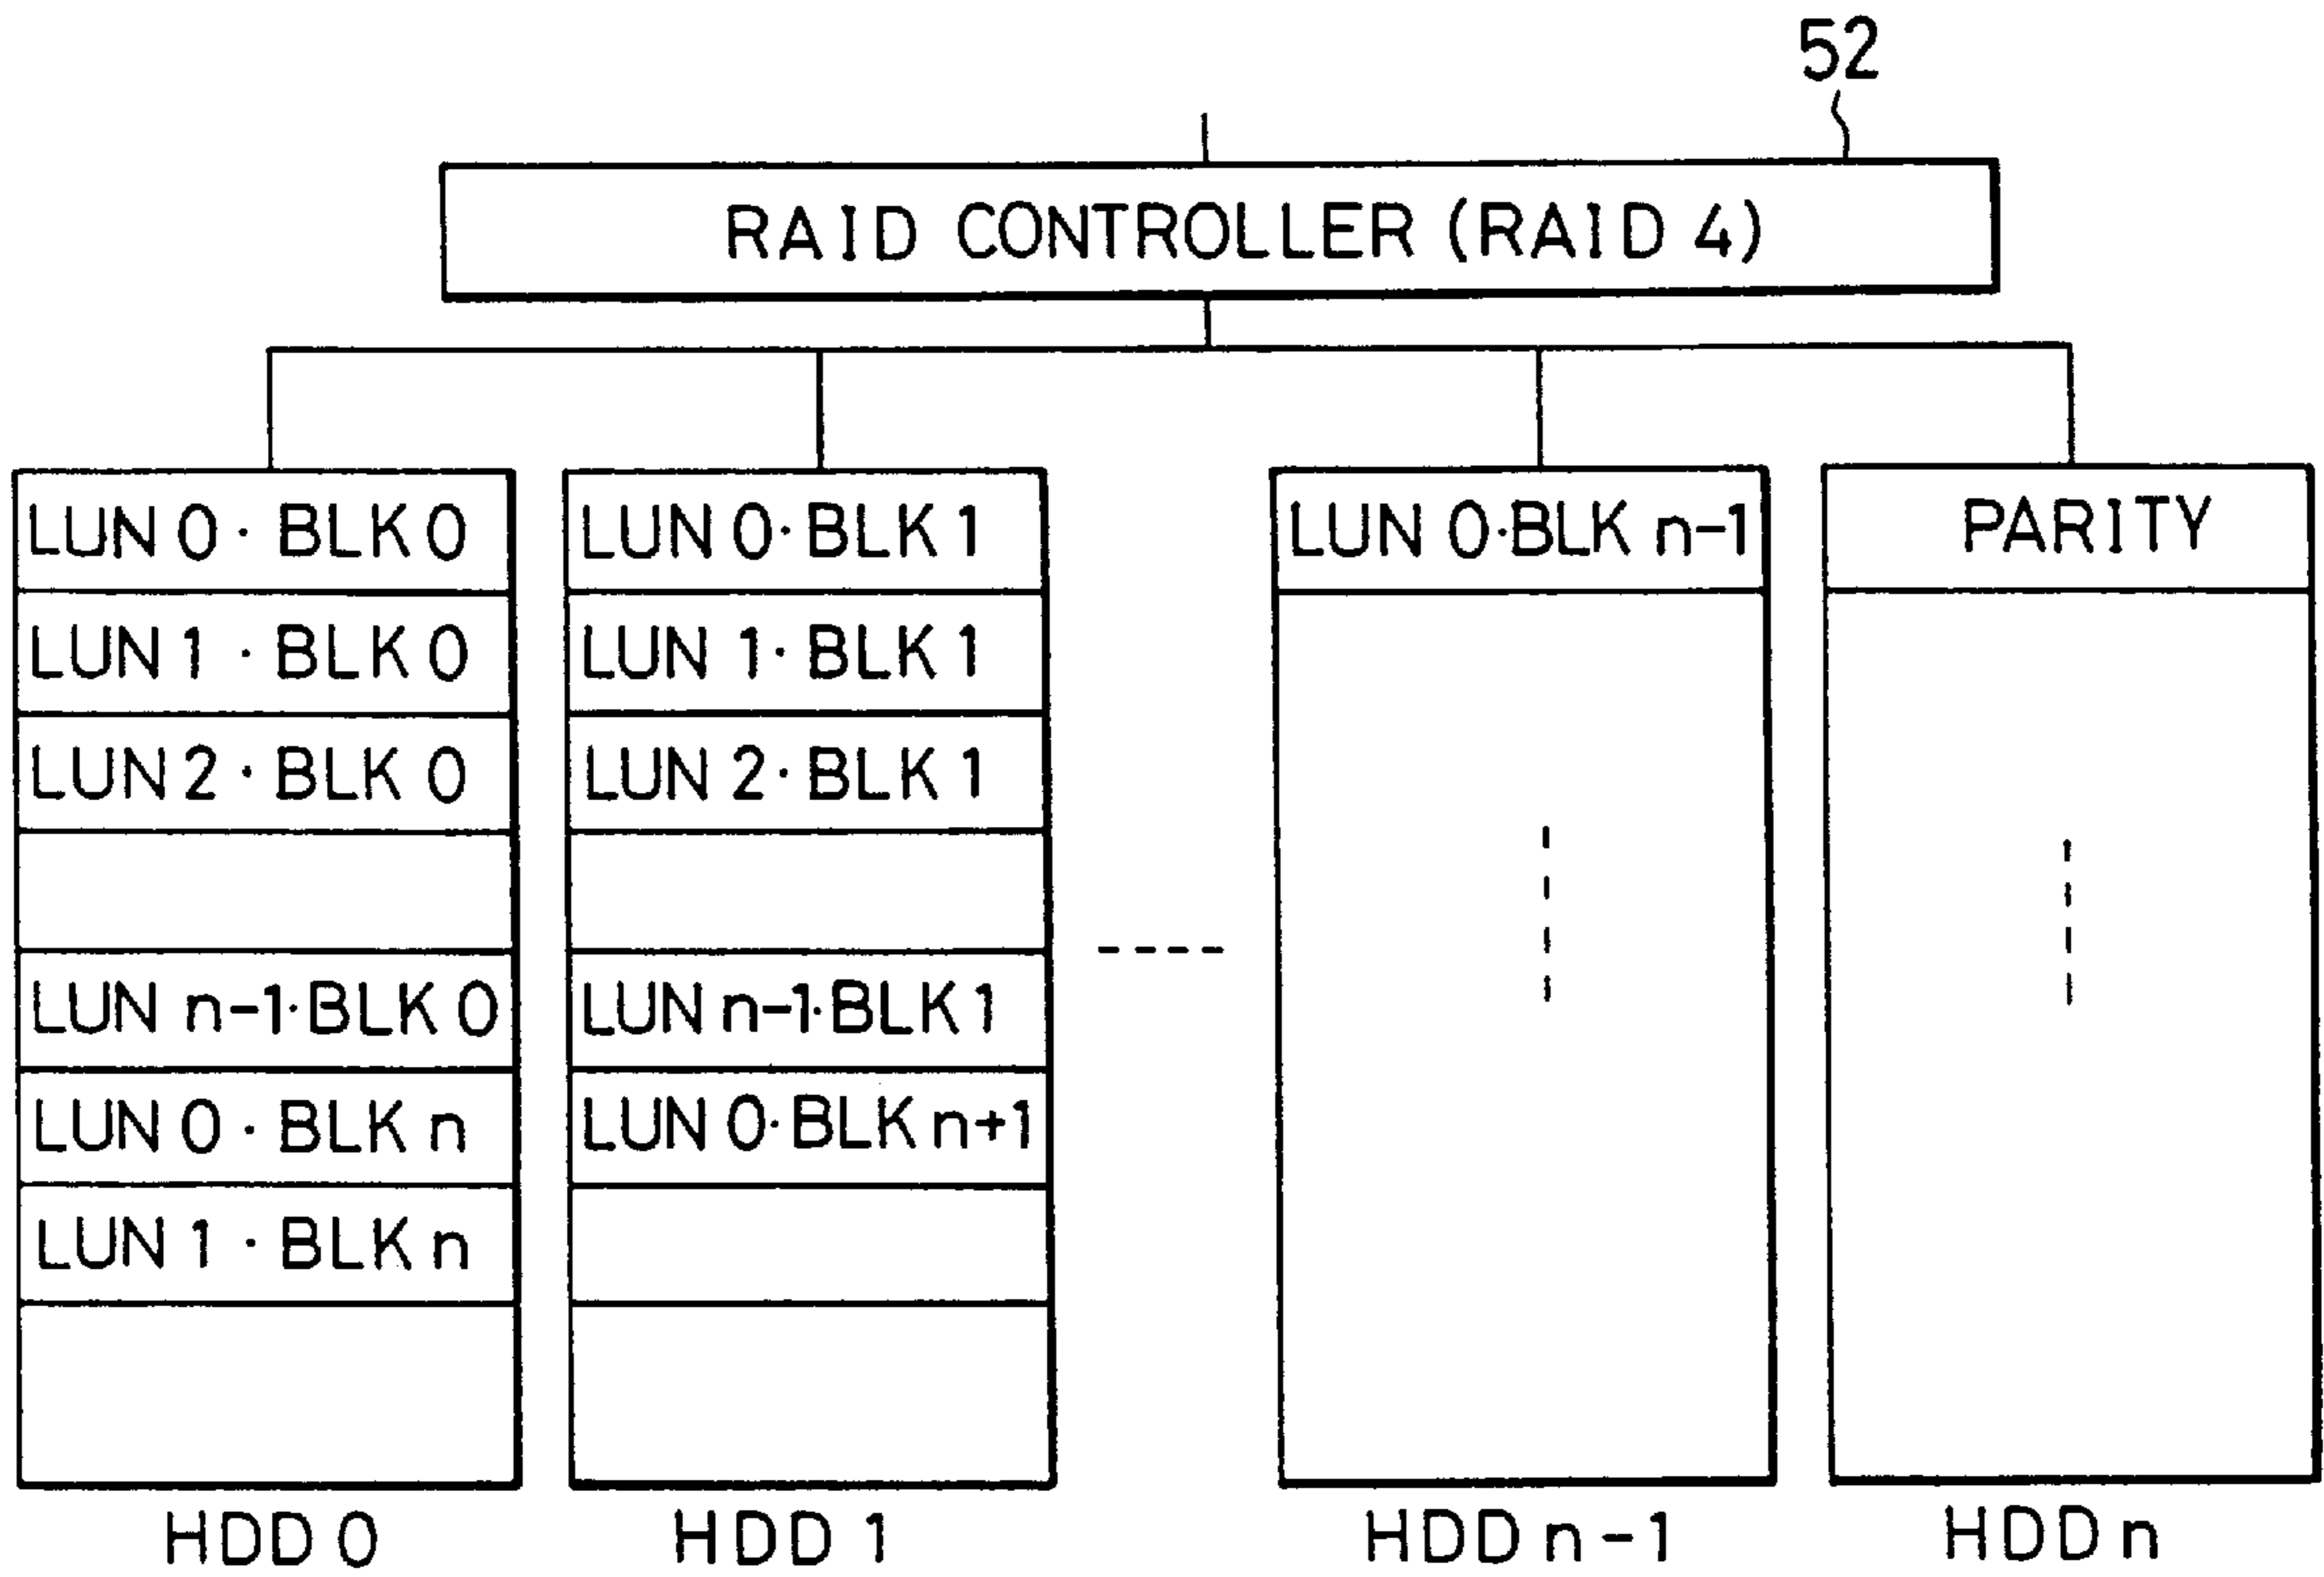 52
RAID CONTROLLER (RAID 4)
LUN 0 · BLK 0
LUN 1 · BLK 0
LUN 2 · BLK 0
LUN n-1 · BLK 0
LUN 0 · BLK n
LUN 1 · BLK n
HDD 0
LUN 0 · BLK 1
LUN 1 · BLK 1
LUN 2 · BLK 1
LUN n-1 · BLK 1
LUN 0 · BLK n+1
HDD 1
LUN 0 · BLK n-1
HDD n-1
PARITY
HDD n